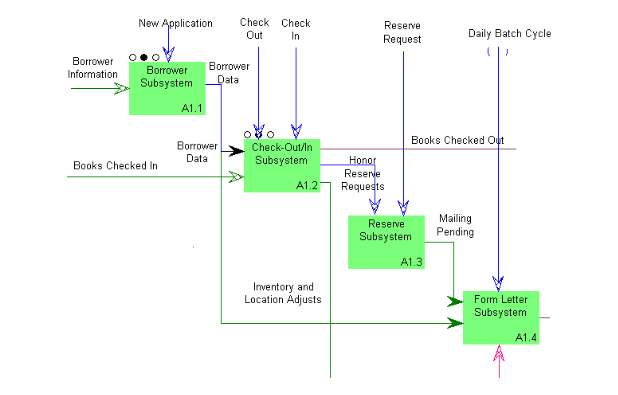 New Application
Check
Out
Check
In
Reserve
Request
Daily Batch Cycle
( )
Borrower
Information
Borrower
Subsystem
A1.1
Borrower
Data
Borrower
Data
Books Checked In
Check-Out/In
Subsystem
A1.2
Books Checked Out
Honor
Reserve
Requests
Reserve
Subsystem
A1.3
Mailing
Pending
Inventory and
Location Adjusts
Form Letter
Subsystem
A1.4